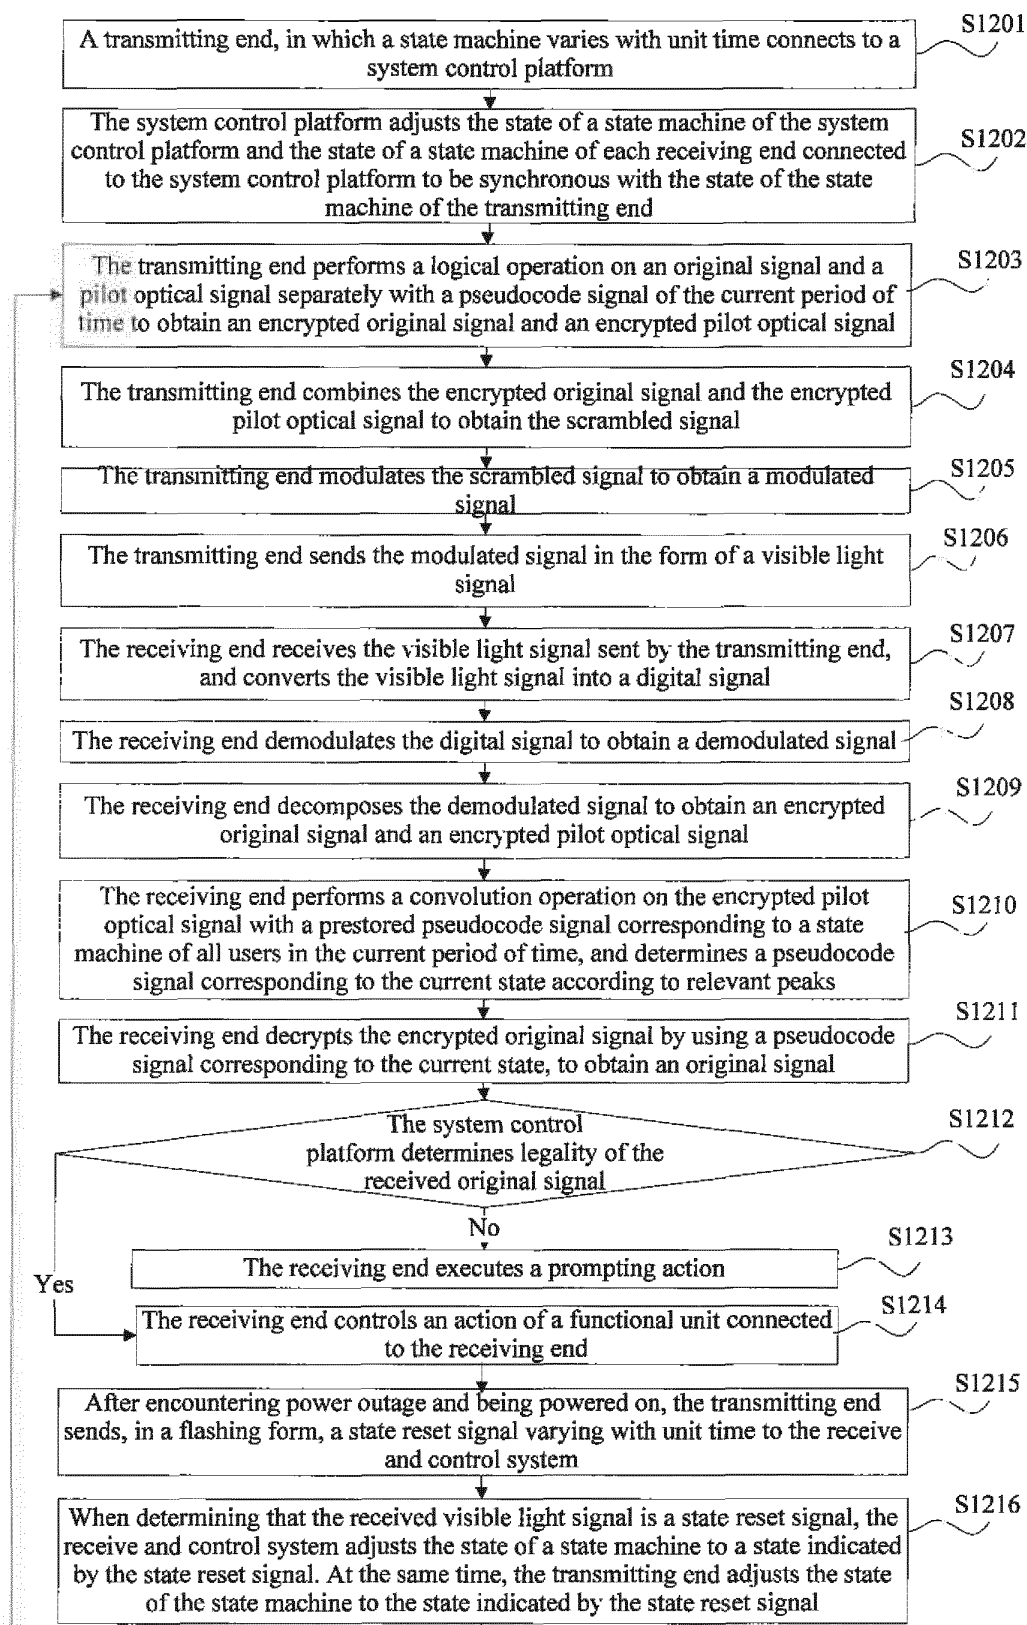 S1201
A transmitting end, in which a state machine varies with unit time connects to a
system control platform
S1202
The system control platform adjusts the state of a state machine of the system
control platform and the state of a state machine of each receiving end connected
to the system control platform to be synchronous with the state of the state
machine of the transmitting end
S1203
The transmitting end performs a logical operation on an original signal and a
pilot optical signal separately with a pseudocode signal of the current period of
time to obtain an encrypted original signal and an encrypted pilot optical signal
S1204
The transmitting end combines the encrypted original signal and the encrypted
pilot optical signal to obtain the scrambled signal
S1205
The transmitting end modulates the scrambled signal to obtain a modulated
signal
S1206
The transmitting end sends the modulated signal in the form of a visible light
signal
S1207
The receiving end receives the visible light signal sent by the transmitting end,
and converts the visible light signal into a digital signal
S1208
The receiving end demodulates the digital signal to obtain a demodulated signal
S1209
The receiving end decomposes the demodulated signal to obtain an encrypted
original signal and an encrypted pilot optical signal
S1210
The receiving end performs a convolution operation on the encrypted pilot
optical signal with a prestored pseudocode signal corresponding to a state
machine of all users in the current period of time, and determines a pseudocode
signal corresponding to the current state according to relevant peaks
S1211
The receiving end decrypts the encrypted original signal by using a pseudocode
signal corresponding to the current state, to obtain an original signal
S1212
The system control
platform determines legality of the
received original signal
No
S1213
The receiving end executes a prompting action
Yes
S1214
The receiving end controls an action of a functional unit connected
to the receiving end
S1215
After encountering power outage and being powered on, the transmitting end
sends, in a flashing form, a state reset signal varying with unit time to the receive
and control system
S1216
When determining that the received visible light signal is a state reset signal, the
receive and control system adjusts the state of a state machine to a state indicated
by the state reset signal. At the same time, the transmitting end adjusts the state
of the state machine to the state indicated by the state reset signal